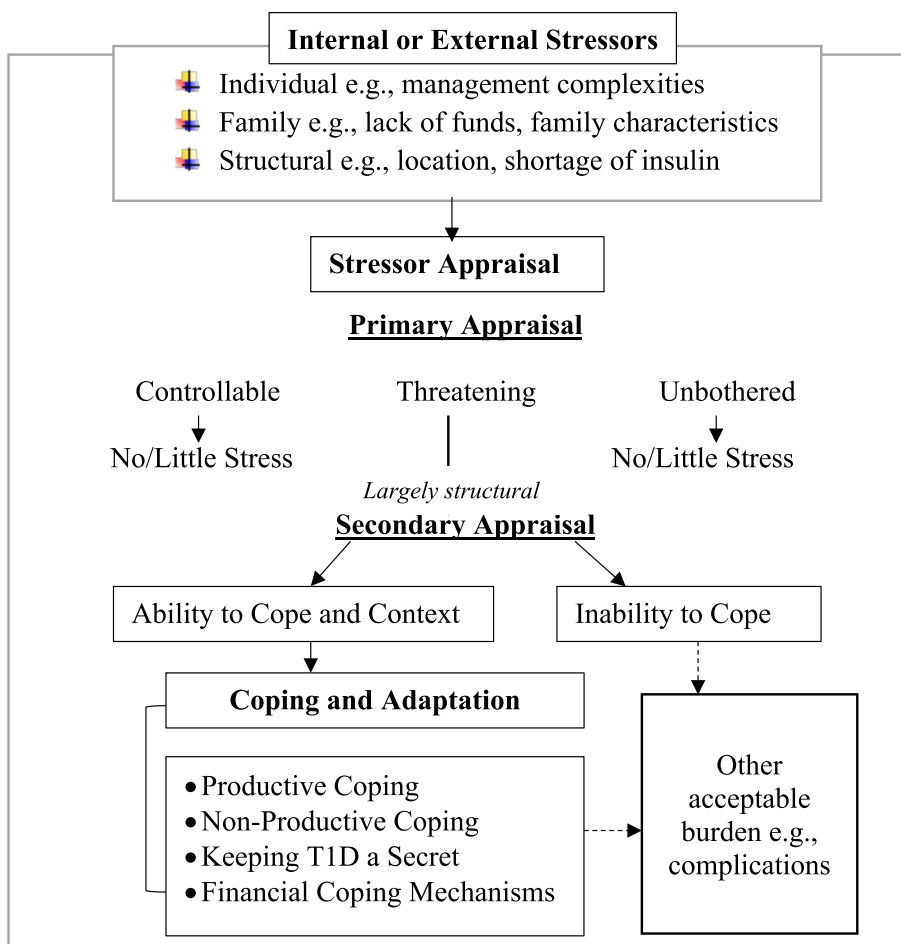 Internal or External Stressors
Individual e.g., management complexities
Family e.g., lack of funds, family characteristics
Structural e.g., location, shortage of insulin
Stressor Appraisal
Primary Appraisal
Controllable
Threatening
Unbothered
No/Little Stress
No/Little Stress
Largely structural
Secondary Appraisal
Ability to Cope and Context
Inability to Cope
Coping and Adaptation
• Productive Coping
• Non-Productive Coping
• Keeping T1D a Secret
• Financial Coping Mechanisms
Other
acceptable
burden e.g.,
complications